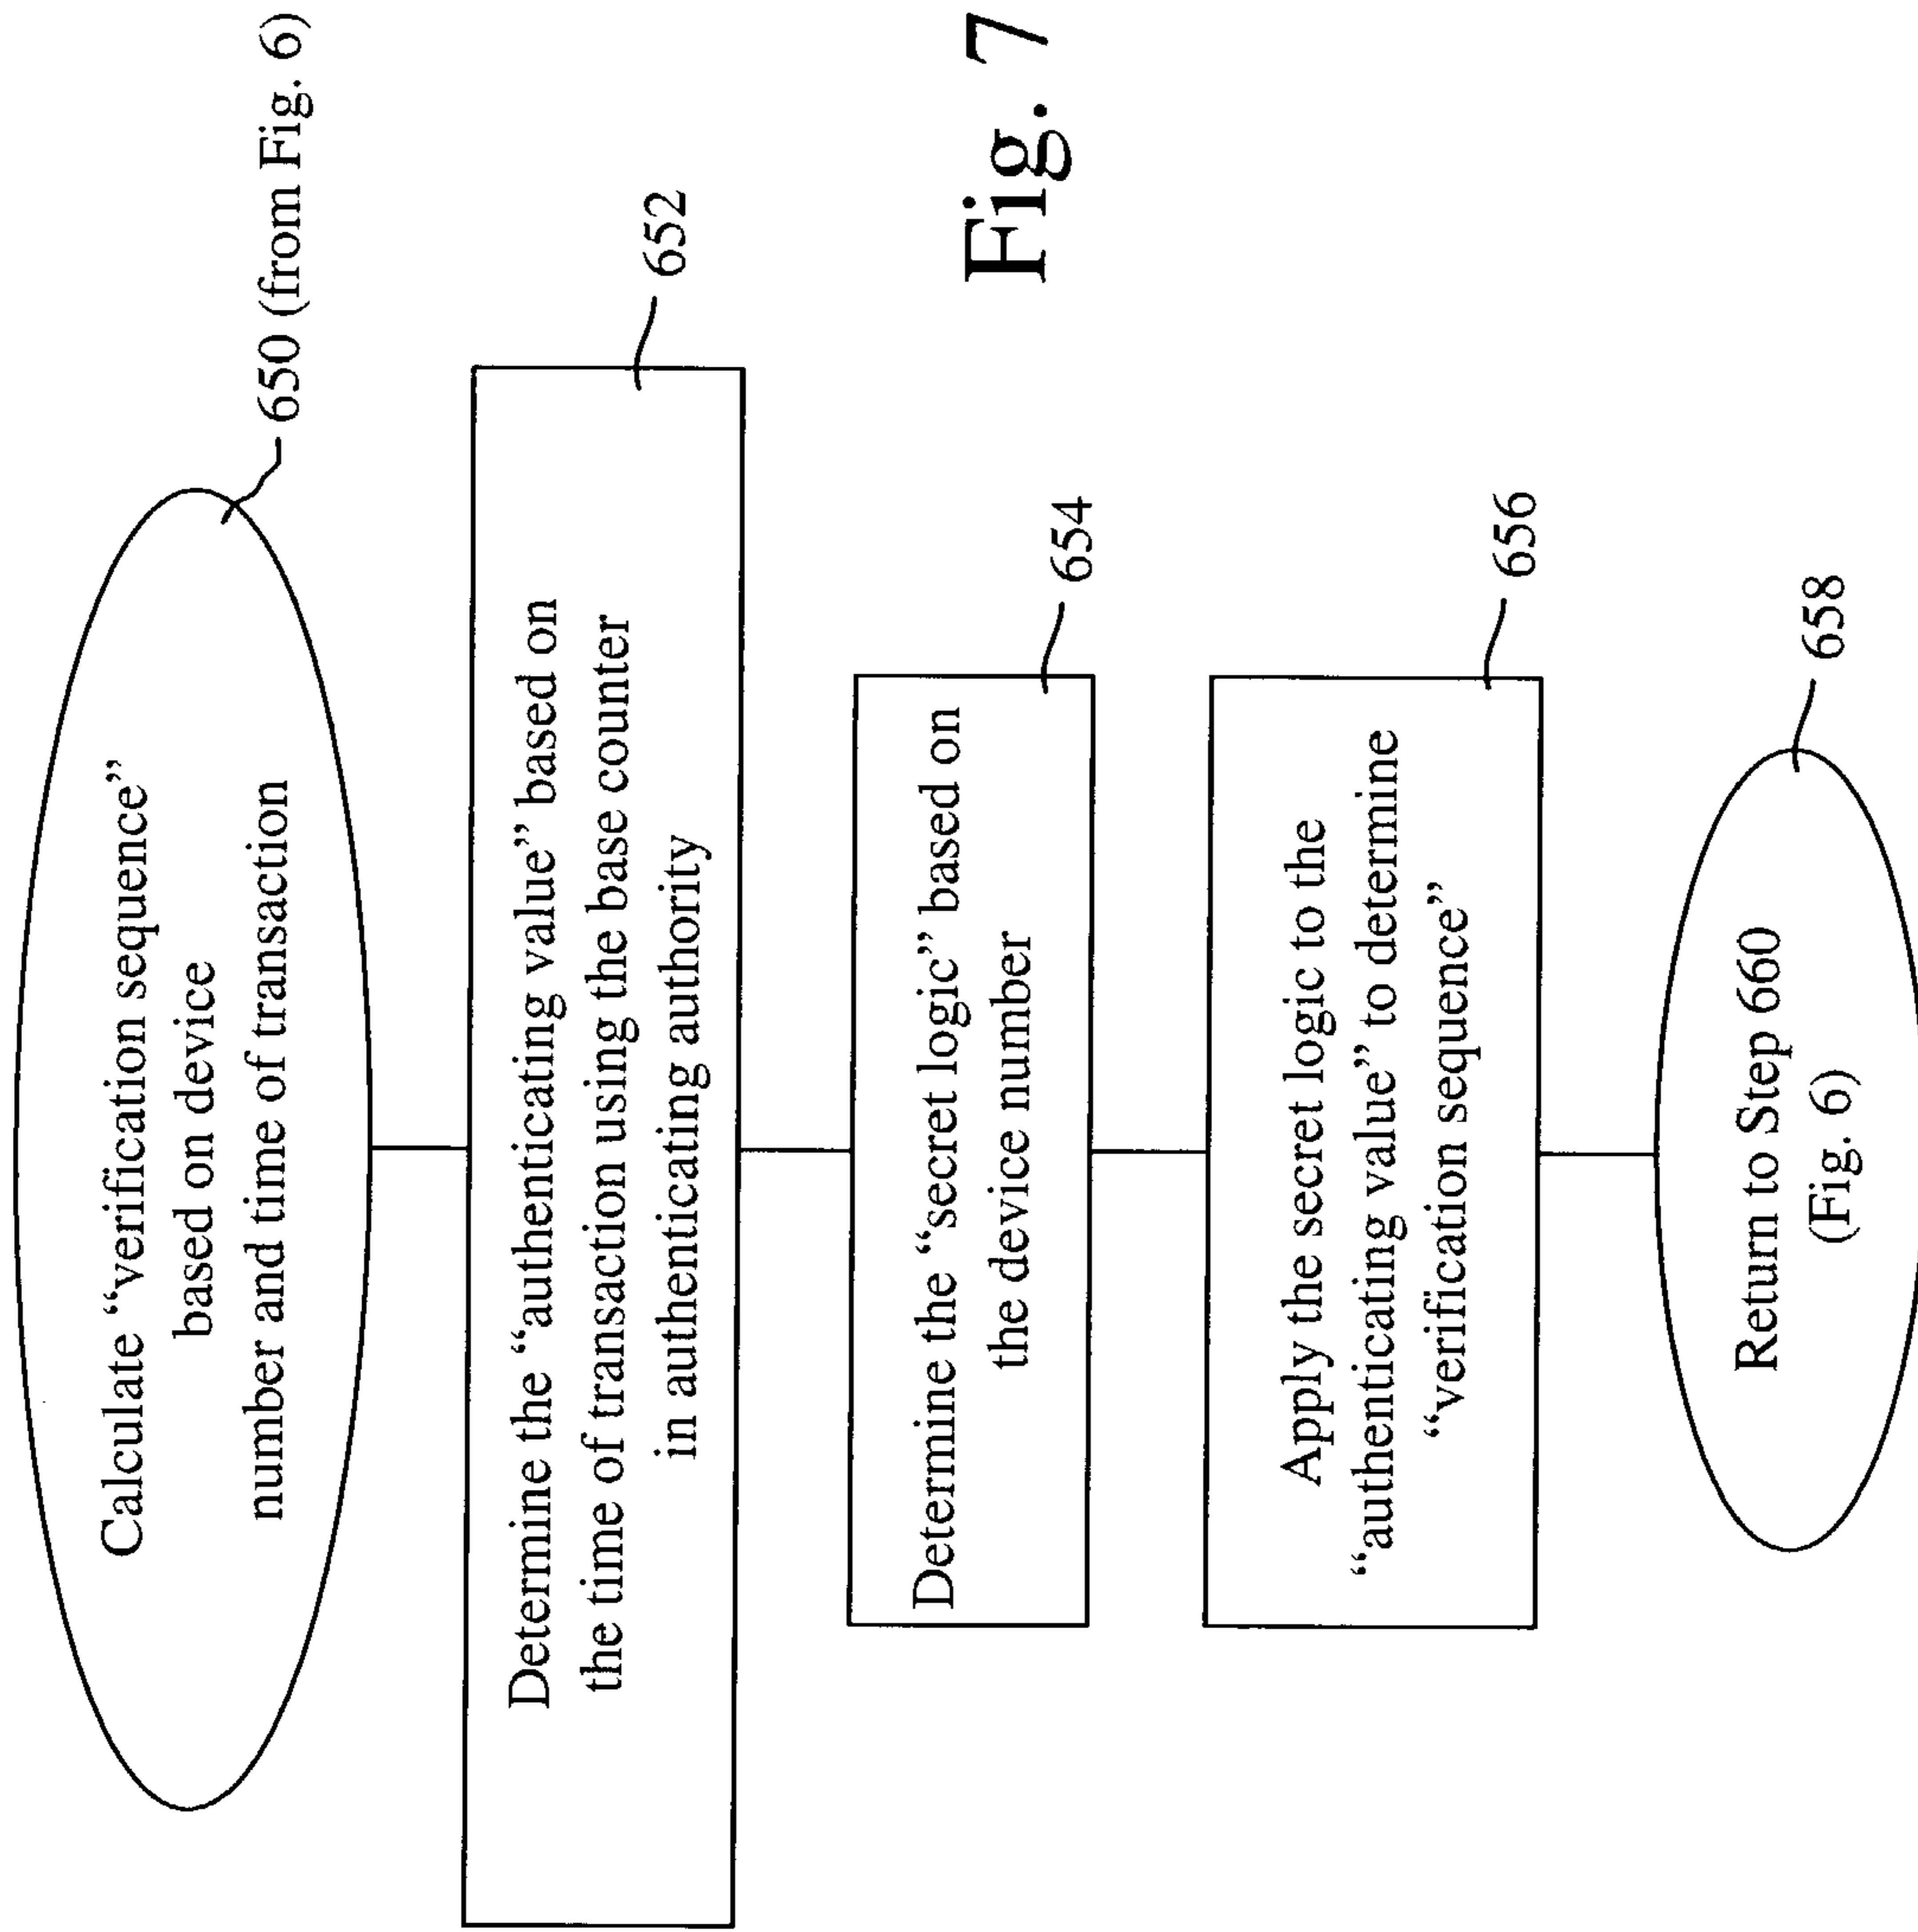 Calculate “verification sequence”
based on device
number and time of transaction
650 (from Fig. 6)
Determine the “authenticating value” based on
the time of transaction using the base counter
in authenticating authority
652
Determine the “secret logic” based on
the device number
654
Apply the secret logic to the
“authenticating value” to determine
“verification sequence”
656
Return to Step 660
(Fig. 6)
658
Fig. 7